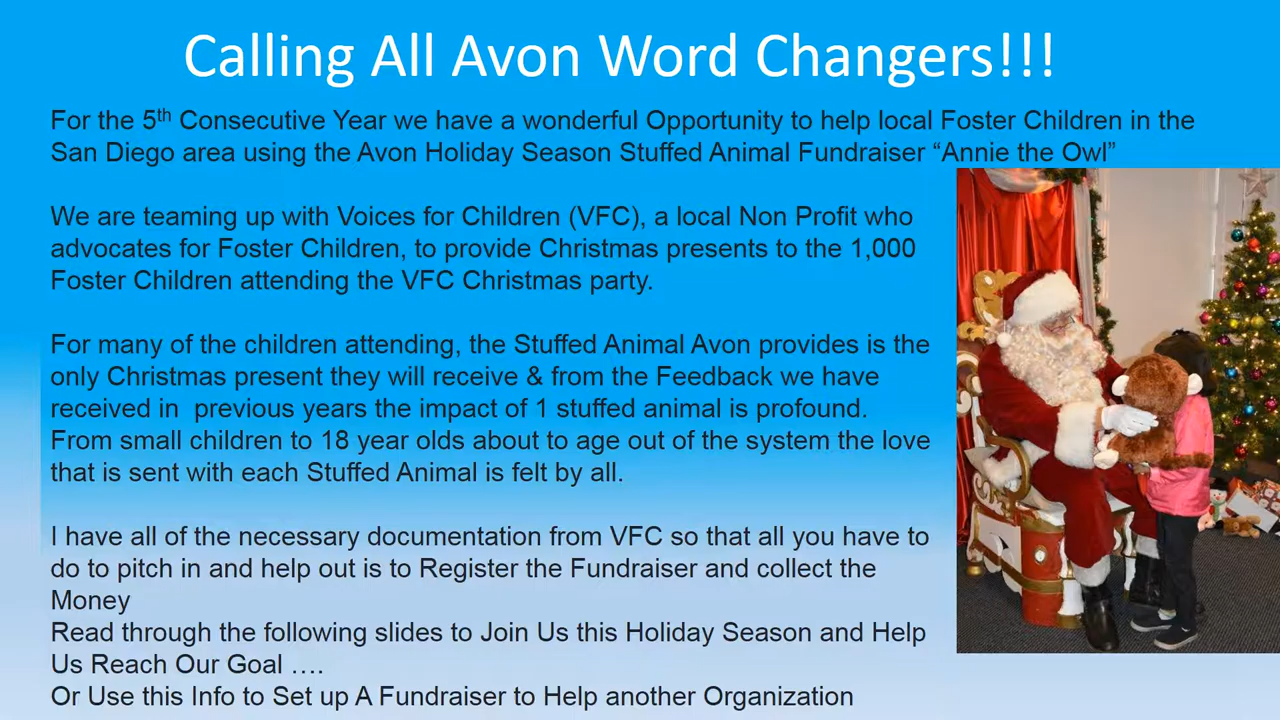 Calling All Avon Word Changers!!!
For the 5th Consecutive Year we have a wonderful Opportunity to help local Foster Children in the
San Diego area using the Avon Holiday Season Stuffed Animal Fundraiser “Annie the Owl”
We are teaming up with Voices for Children (VFC), a local Non Profit who
advocates for Foster Children, to provide Christmas presents to the 1,000
Foster Children attending the VFC Christmas party.
For many of the children attending, the Stuffed Animal Avon provides is the
only Christmas present they will receive & from the Feedback we have
received in  previous years the impact of 1 stuffed animal is profound.
From small children to 18 year olds about to age out of the system the love
that is sent with each Stuffed Animal is felt by all.
I have all of the necessary documentation from VFC so that all you have to
do to pitch in and help out is to Register the Fundraiser and collect the
Money
Read through the following slides to Join Us this Holiday Season and Help
Us Reach Our Goal ….
Or Use this Info to Set up A Fundraiser to Help another Organization